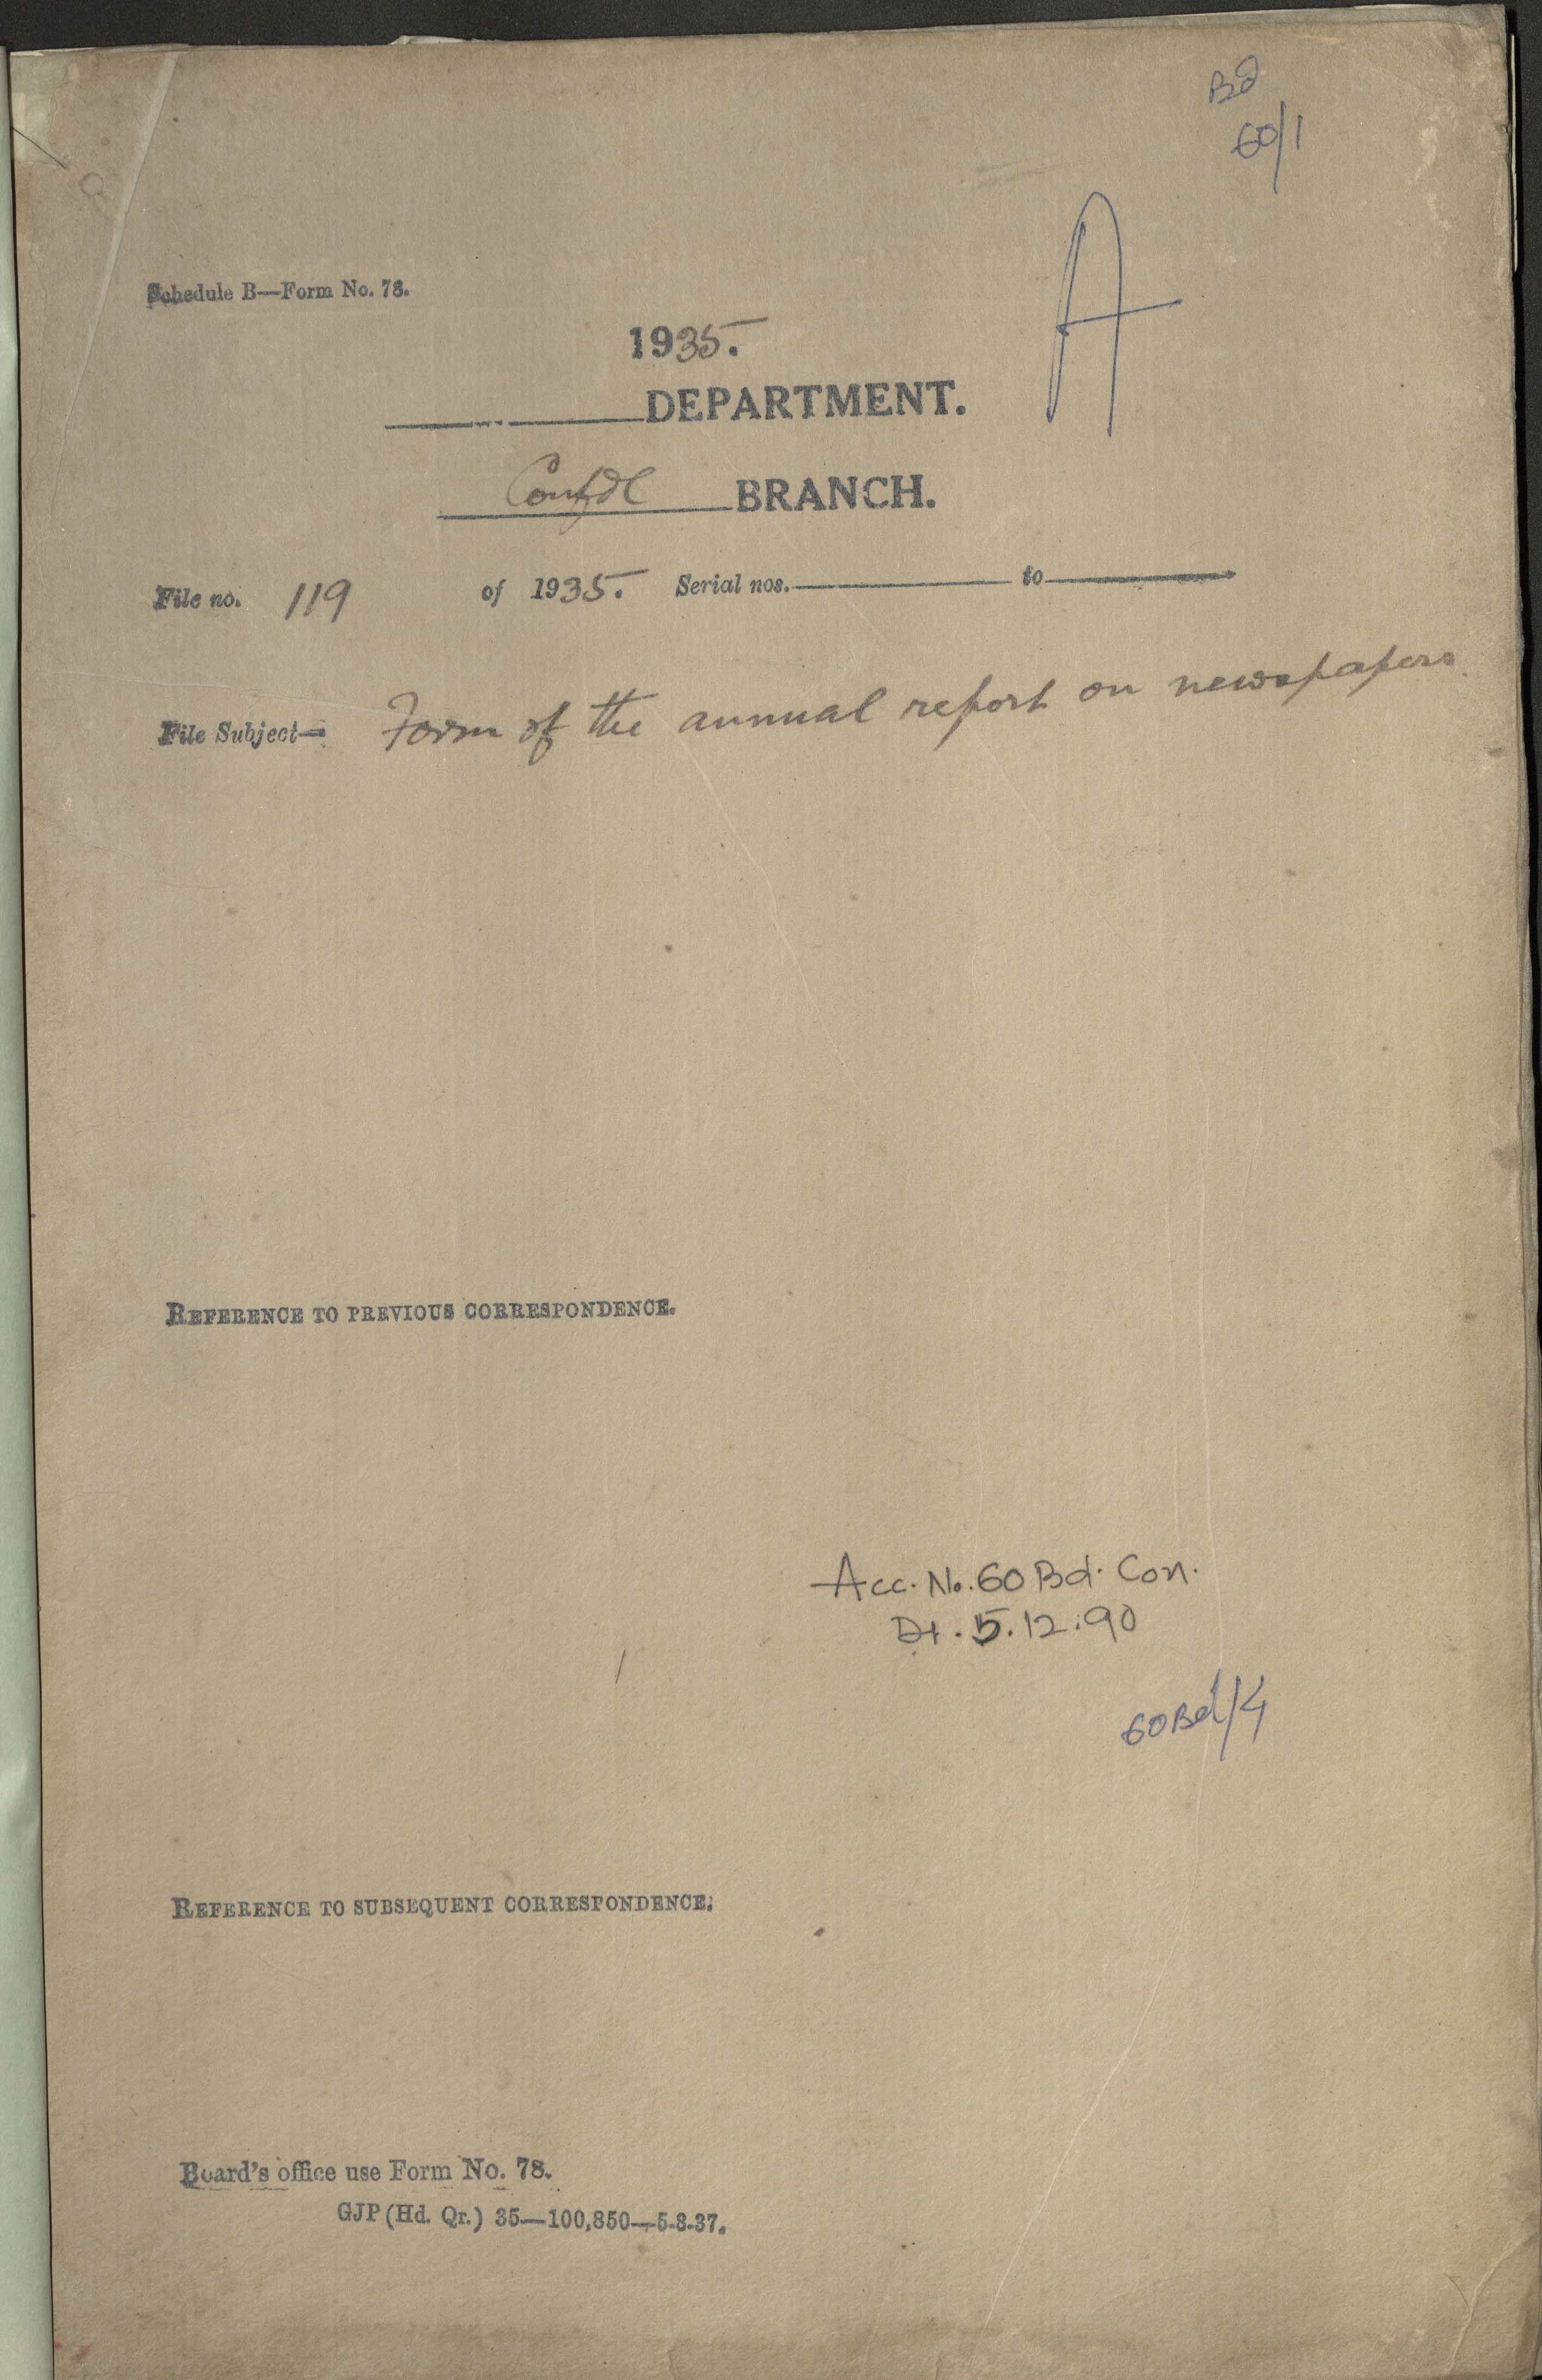 Bd
60/1
A
Schedule B—Form No. 78.
1935.
DEPARTMENT.
Confdl BRANCH.
File no. 119 of 1935. Serial nos. to
File Subject— Form of the annual report on newspapers.
REFERENCE TO PREVIOUS CORRESPONDENCE.
Acc. No. 60 Bd. Con.
Dt. 5.12.90
60Bd/4
REFERENCE TO SUBSEQUENT CORRESPONDENCE.
Board's office use Form No. 78.
GJP (Hd. Qr.) 35—100,850—5-8-37.